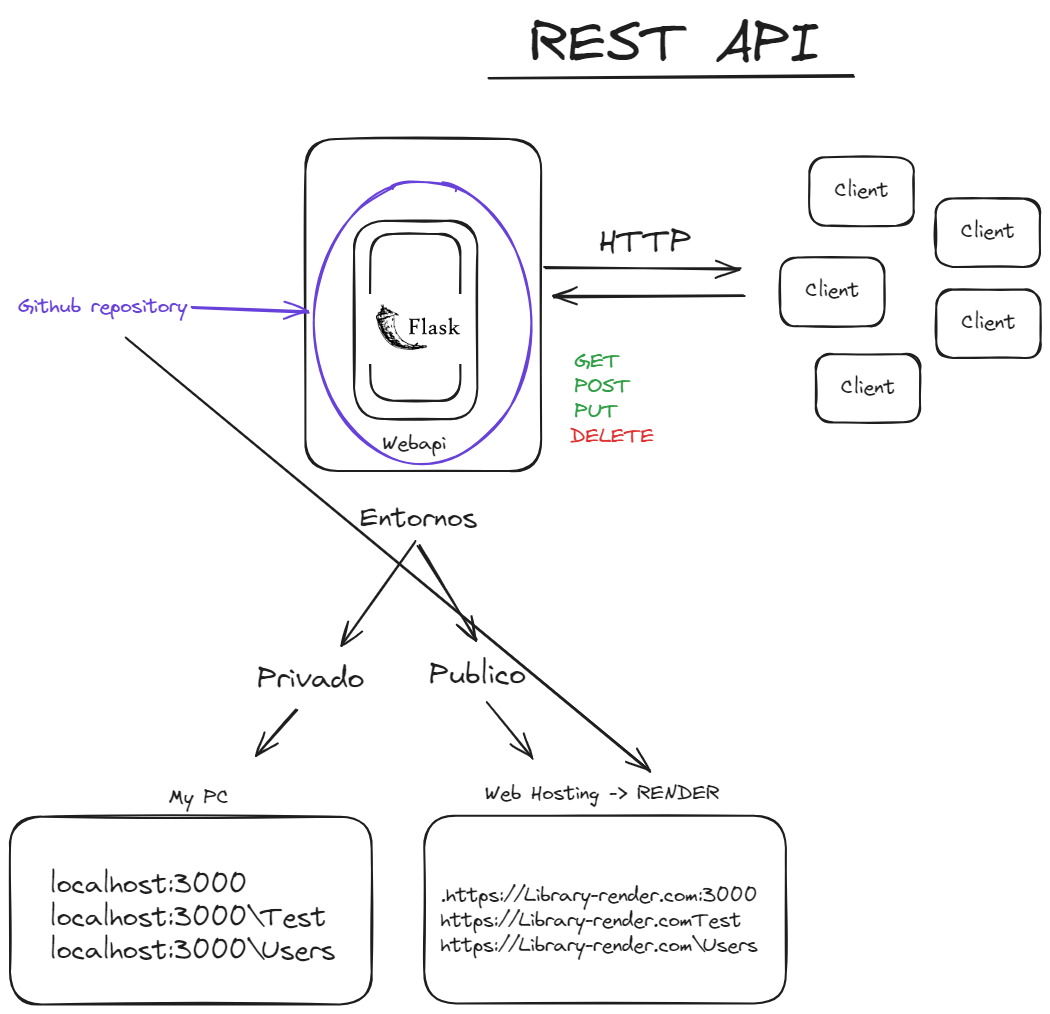 REST API
Client
Client
HTTP
Client
Github repository
Client
Flask
GET
POST
Client
PUT
DELETE
Webapi
Entornos
Privado
Publico
My PC
Web Hosting -> RENDER
localhost:3000
localhost:3000\Test
localhost:3000\Users
.https://Library-render.com:3000
https://Library-render.comTest
https://Library-render.com\Users